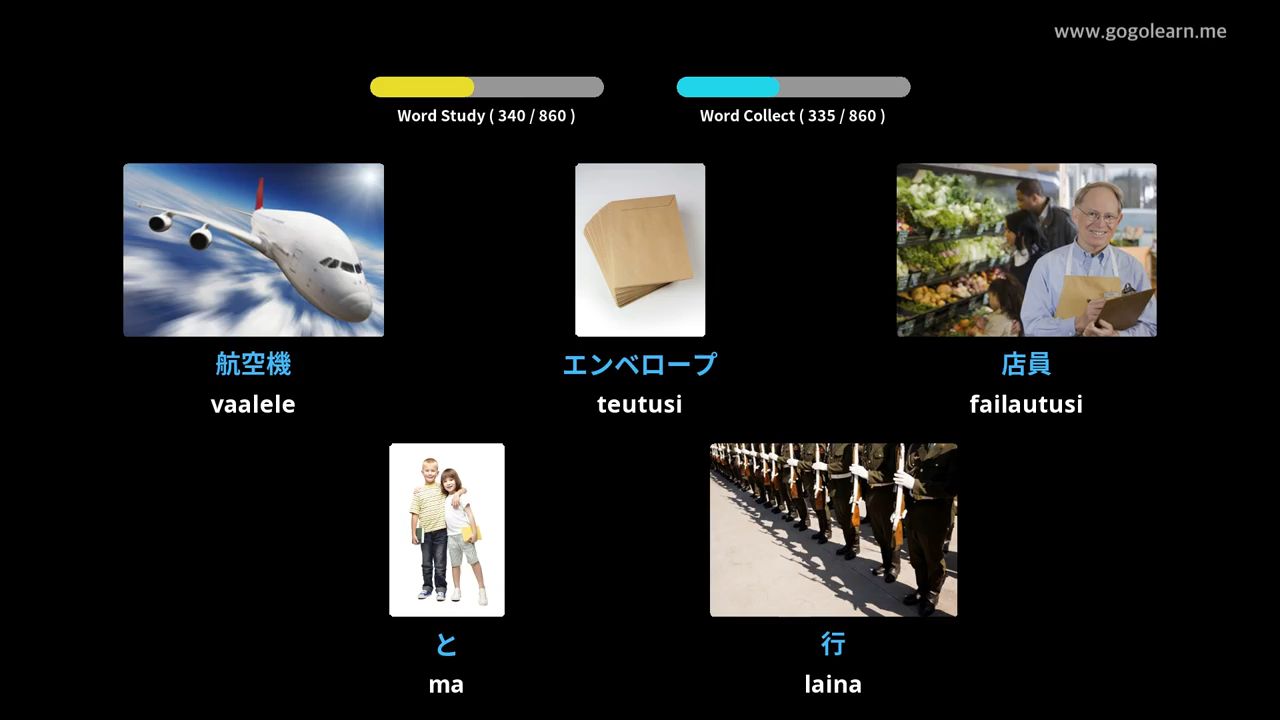 www.gogolearn.me
Word Study ( 340 / 860 )
Word Collect ( 335 / 860 )
航空機
vaalele
エンベロープ
teutusi
店員
failautusi
と
ma
行
laina